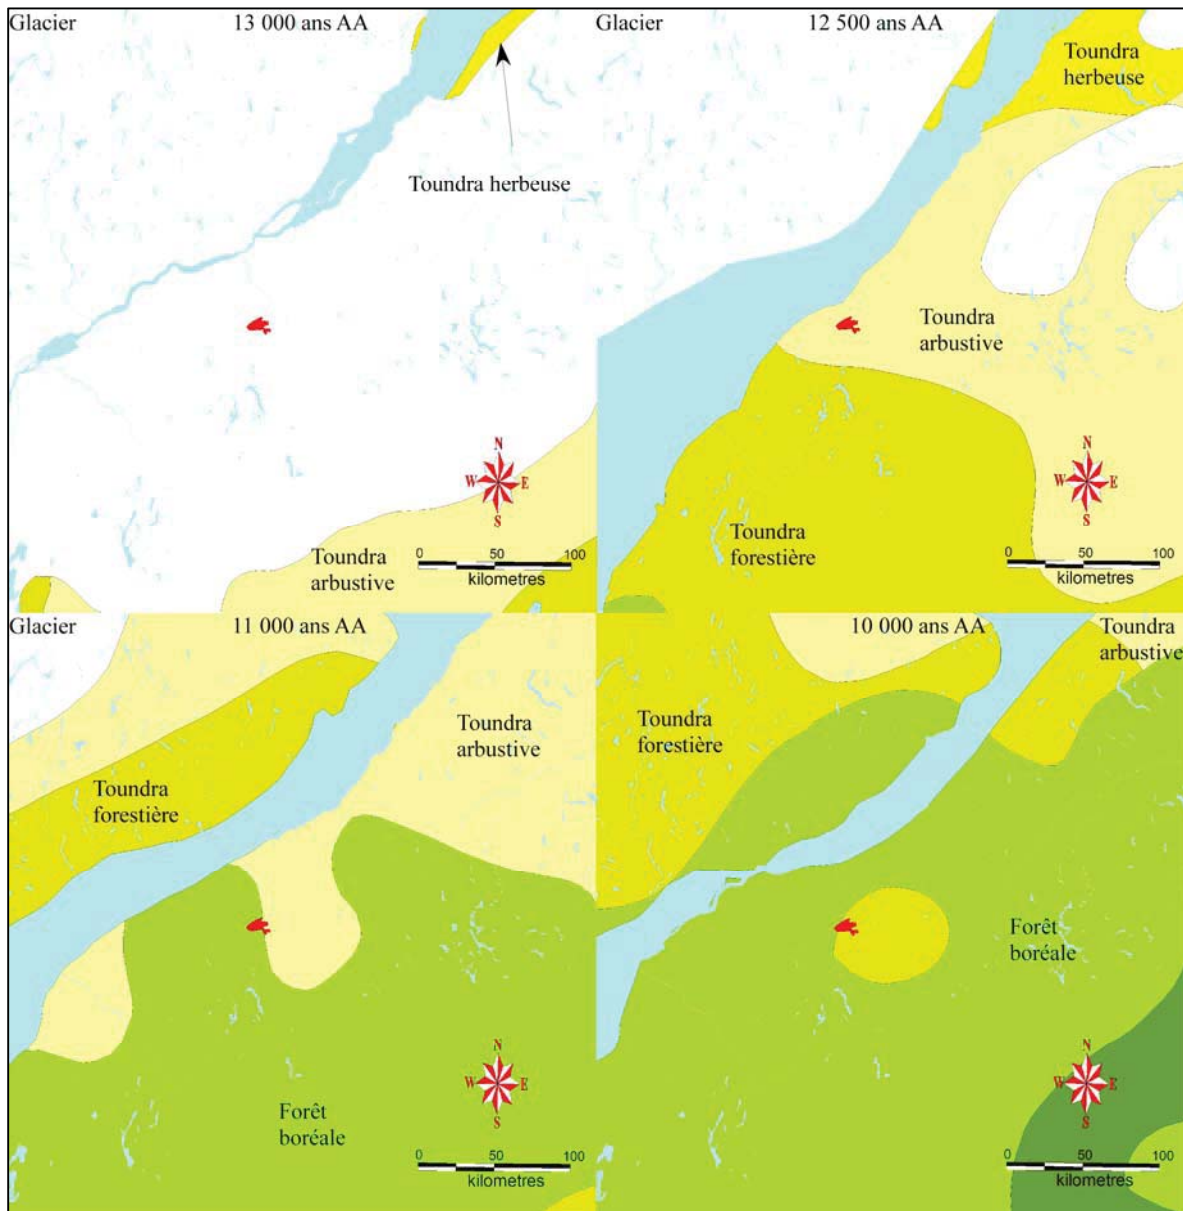 Glacier
13 000 ans AA
Toundra herbeuse
Toundra
arbustive
N
W E
S
0 50 100
kilometres
Glacier
12 500 ans AA
Toundra
herbeuse
Toundra
arbustive
Toundra
forestière
N
W E
S
0 50 100
kilometres
Glacier
11 000 ans AA
Toundra
arbustive
Toundra
forestière
Forêt
boréale
N
W E
S
0 50 100
kilometres
10 000 ans AA
Toundra
arbustive
Toundra
forestière
Forêt
boréale
N
W E
S
0 50 100
kilometres